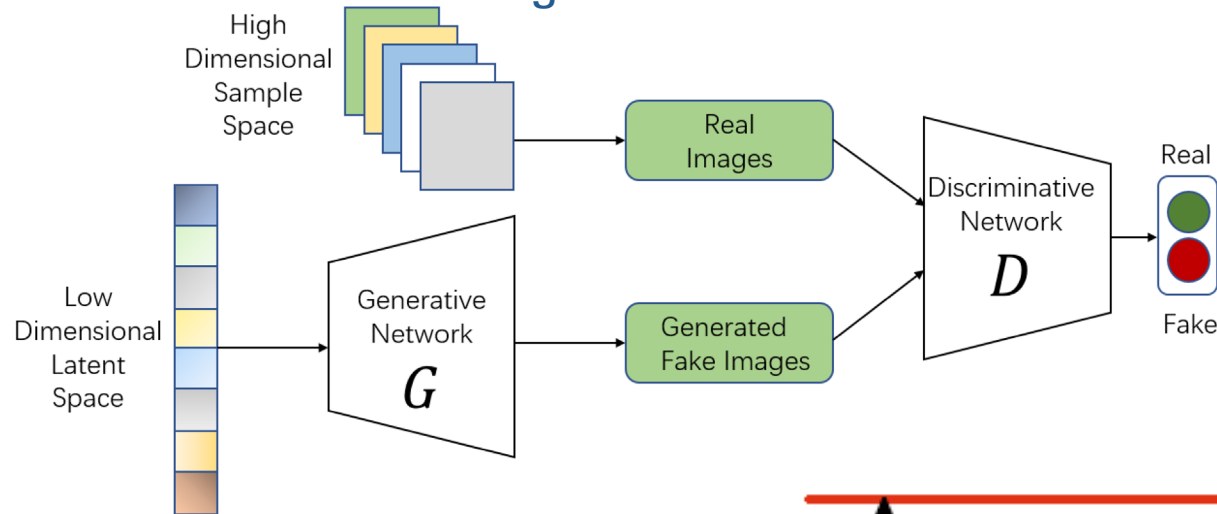 High
Dimensional
Sample
Space
Real
Images
Discriminative
Network
D
Real
Fake
Low
Dimensional
Latent
Space
Generative
Network
G
Generated
Fake Images